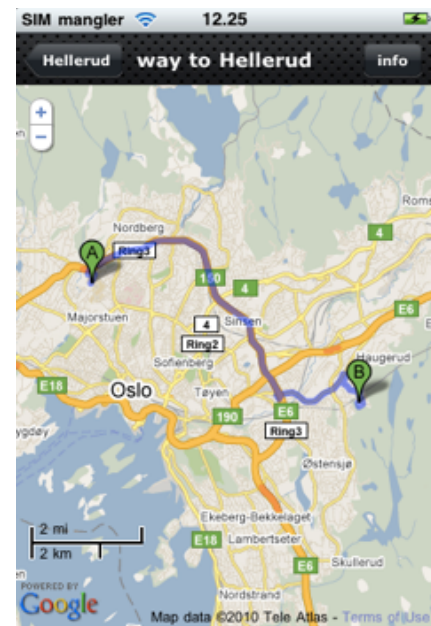 SIM mangler 12.25
Hellerud way to Hellerud info
+
−
Roms
Nordberg
4
A
Ring3
190
4
E6
Majorstuen
4
Sinsen
Ring2
Sofienberg
Haugerud
B
E18
Oslo
Tøyen
190
E6
Ring3
ygdøy
Østensjø
Ekeberg-Bekkelaget
E18
Lambertseter
2 mi
2 km
E6
Skullerud
POWERED BY
Google
Nordstrand
Map data ©2010 Tele Atlas - Terms of Use